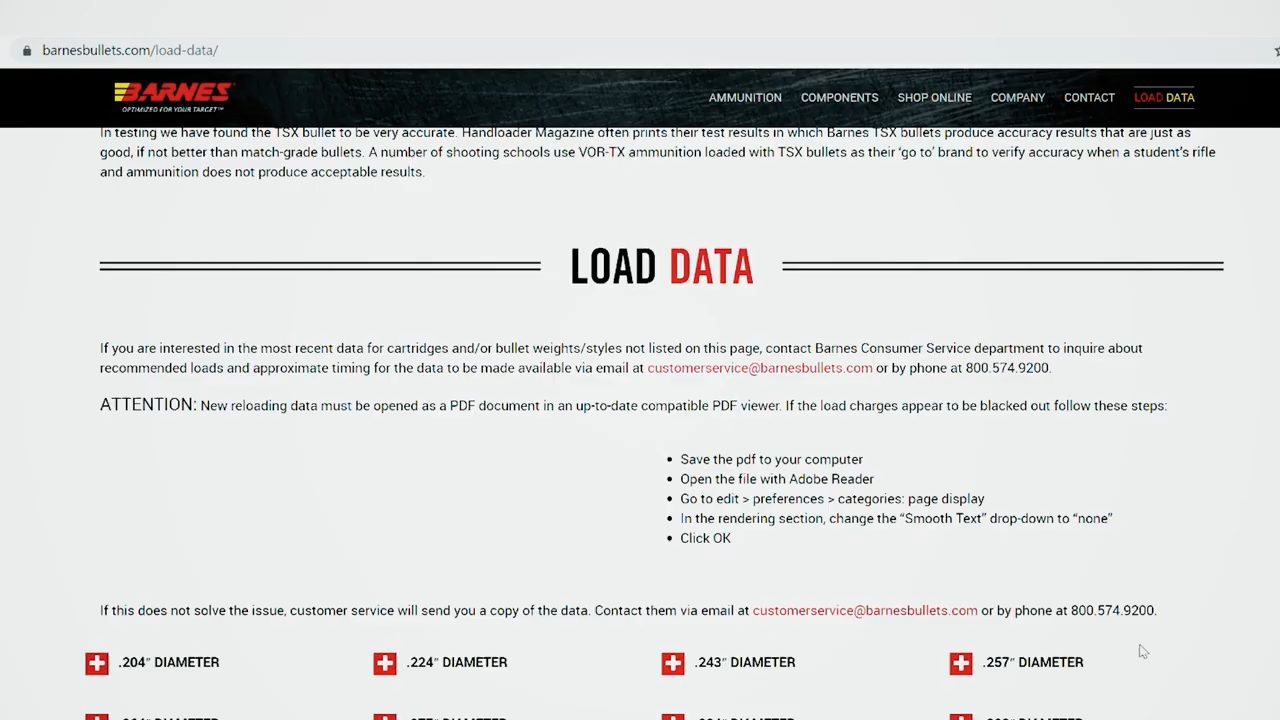 barnesbullets.com/load-data/
BARNES
OPTIMIZED FOR YOUR TARGET™
AMMUNITION COMPONENTS SHOP ONLINE COMPANY CONTACT LOAD DATA
In testing we have found the TSX bullet to be very accurate. Handloader Magazine often prints their test results in which Barnes TSX bullets produce accuracy results that are just as
good, if not better than match-grade bullets. A number of shooting schools use VOR-TX ammunition loaded with TSX bullets as their ‘go to’ brand to verify accuracy when a student’s rifle
and ammunition does not produce acceptable results.
LOAD DATA
If you are interested in the most recent data for cartridges and/or bullet weights/styles not listed on this page, contact Barnes Consumer Service department to inquire about
recommended loads and approximate timing for the data to be made available via email at customerservice@barnesbullets.com or by phone at 800.574.9200.
ATTENTION: New reloading data must be opened as a PDF document in an up-to-date compatible PDF viewer. If the load charges appear to be blacked out follow these steps:
• Save the pdf to your computer
• Open the file with Adobe Reader
• Go to edit > preferences > categories: page display
• In the rendering section, change the “Smooth Text” drop-down to “none”
• Click OK
If this does not solve the issue, customer service will send you a copy of the data. Contact them via email at customerservice@barnesbullets.com or by phone at 800.574.9200.
.204″ DIAMETER .224″ DIAMETER .243″ DIAMETER .257″ DIAMETER